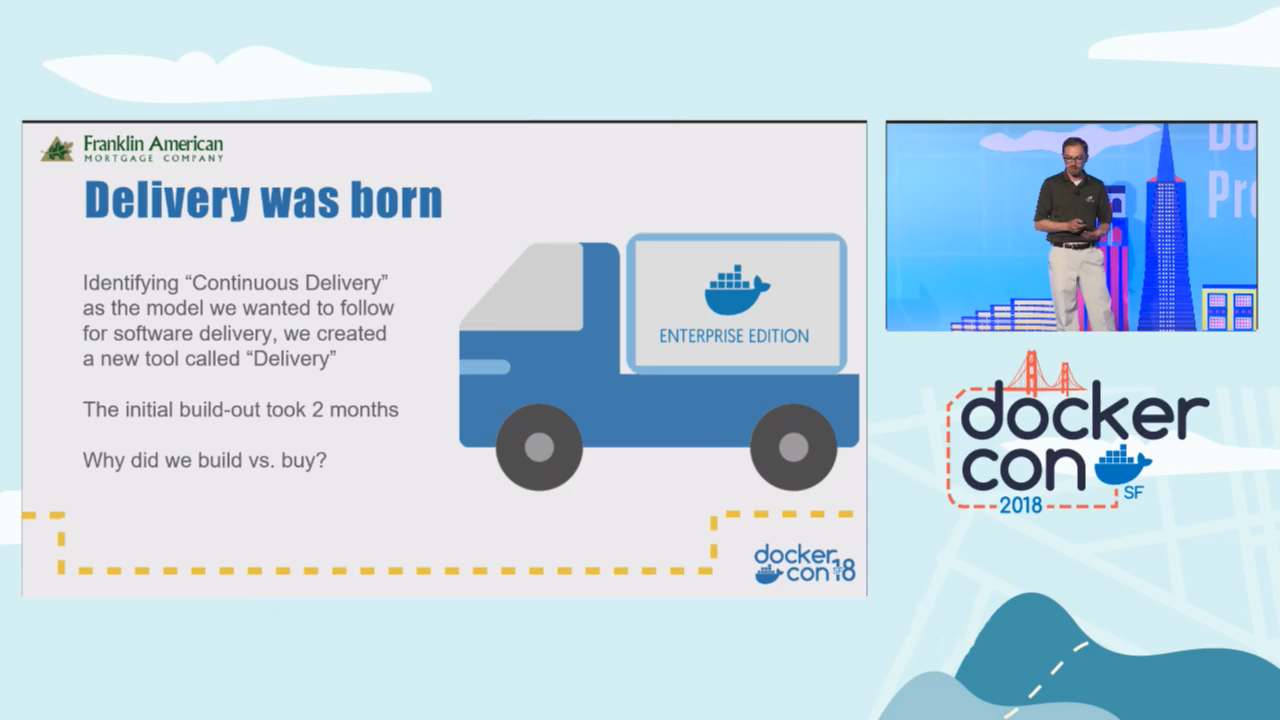 Franklin American
MORTGAGE COMPANY
Delivery was born
Identifying “Continuous Delivery”
as the model we wanted to follow
for software delivery, we created
a new tool called “Delivery”
The initial build-out took 2 months
Why did we build vs. buy?
ENTERPRISE EDITION
docker
con 18
docker
con
SF
2018